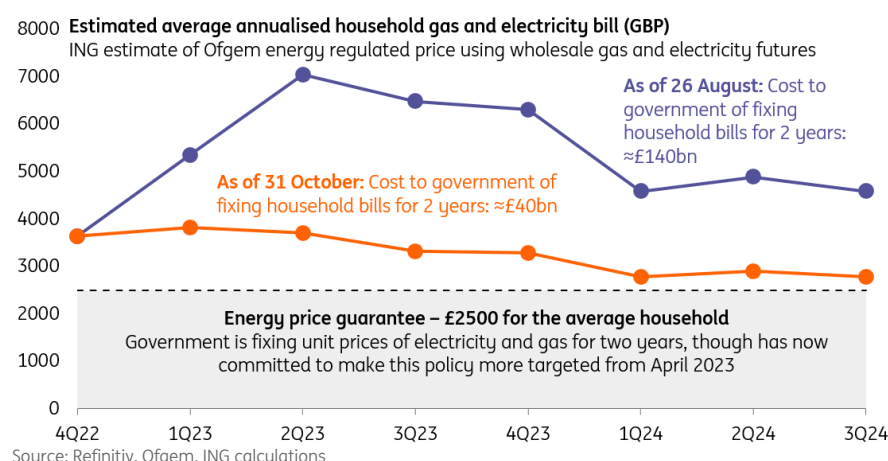 Estimated average annualised household gas and electricity bill (GBP)
ING estimate of Ofgem energy regulated price using wholesale gas and electricity futures
8000
7000
6000
5000
4000
3000
2000
1000
0
As of 26 August: Cost to
government of fixing
household bills for 2 years:
≈£140bn
As of 31 October: Cost to government of
fixing household bills for 2 years: ≈£40bn
Energy price guarantee – £2500 for the average household
Government is fixing unit prices of electricity and gas for two years, though has now
committed to make this policy more targeted from April 2023
4Q22 1Q23 2Q23 3Q23 4Q23 1Q24 2Q24 3Q24
Source: Refinitiv, Ofgem, ING calculations